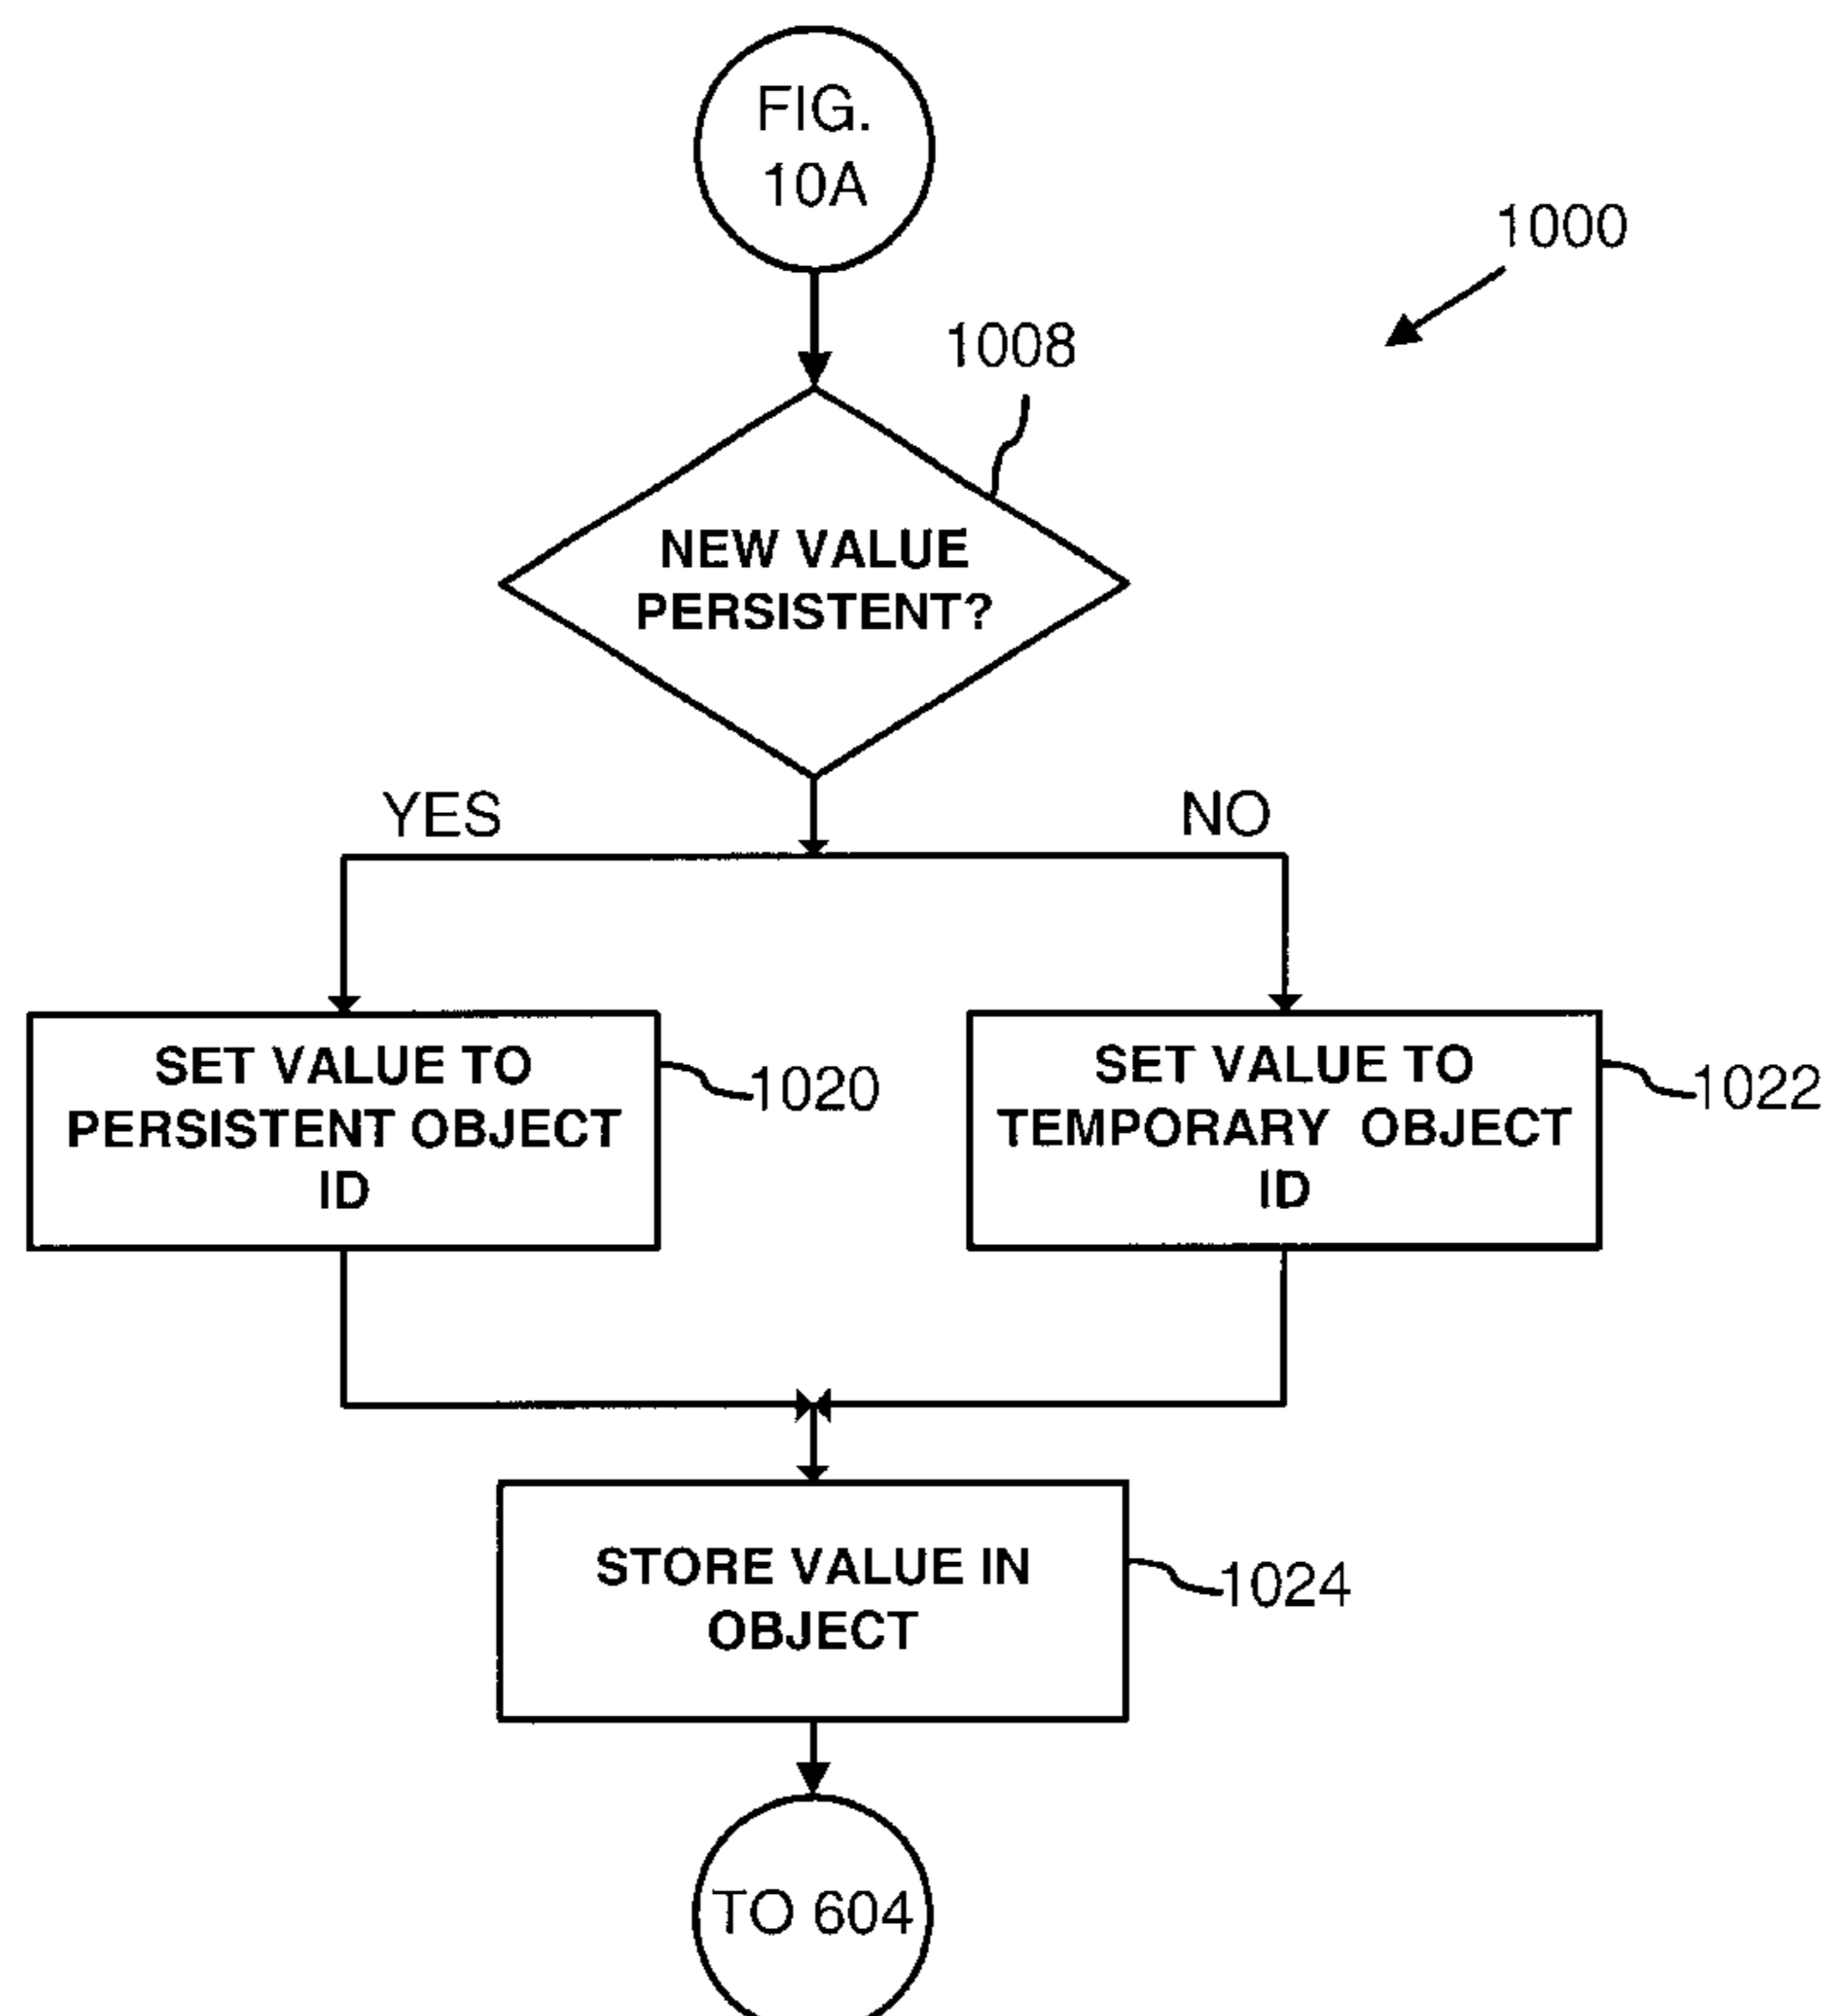 FIG.
10A
1000
1008
NEW VALUE
PERSISTENT?
YES
NO
SET VALUE TO
PERSISTENT OBJECT
ID
1020
SET VALUE TO
TEMPORARY OBJECT
ID
1022
STORE VALUE IN
OBJECT
1024
TO 604